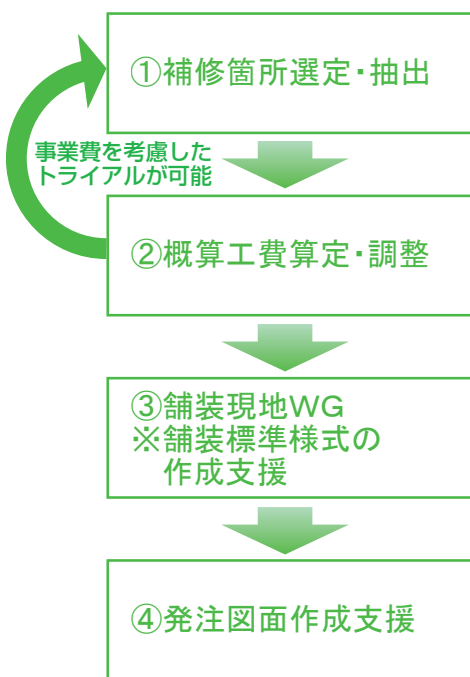 ①補修箇所選定・抽出
事業費を考慮した
トライアルが可能
②概算工費算定・調整
③舗装現地WG
※舗装標準様式の
作成支援
④発注図面作成支援